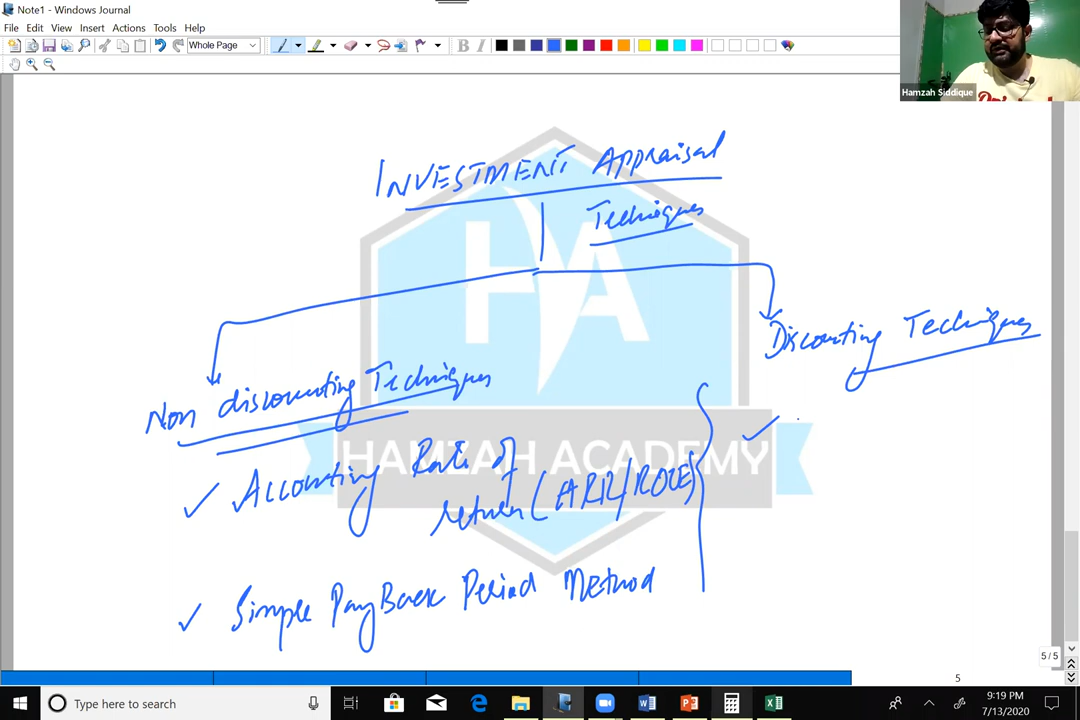 Note1 - Windows Journal
File Edit View Insert Actions Tools Help
Whole Page
B I
Hamzah Siddique
INVESTMENT Appraisal
Techniques
Discounting Techniques
Non discounting Techniques
HAMZAH ACADEMY
Accounting Rate of
return (ARR/ROCE)
Simple PayBack Period Method
5/5
5
Type here to search
9:19 PM
7/13/2020